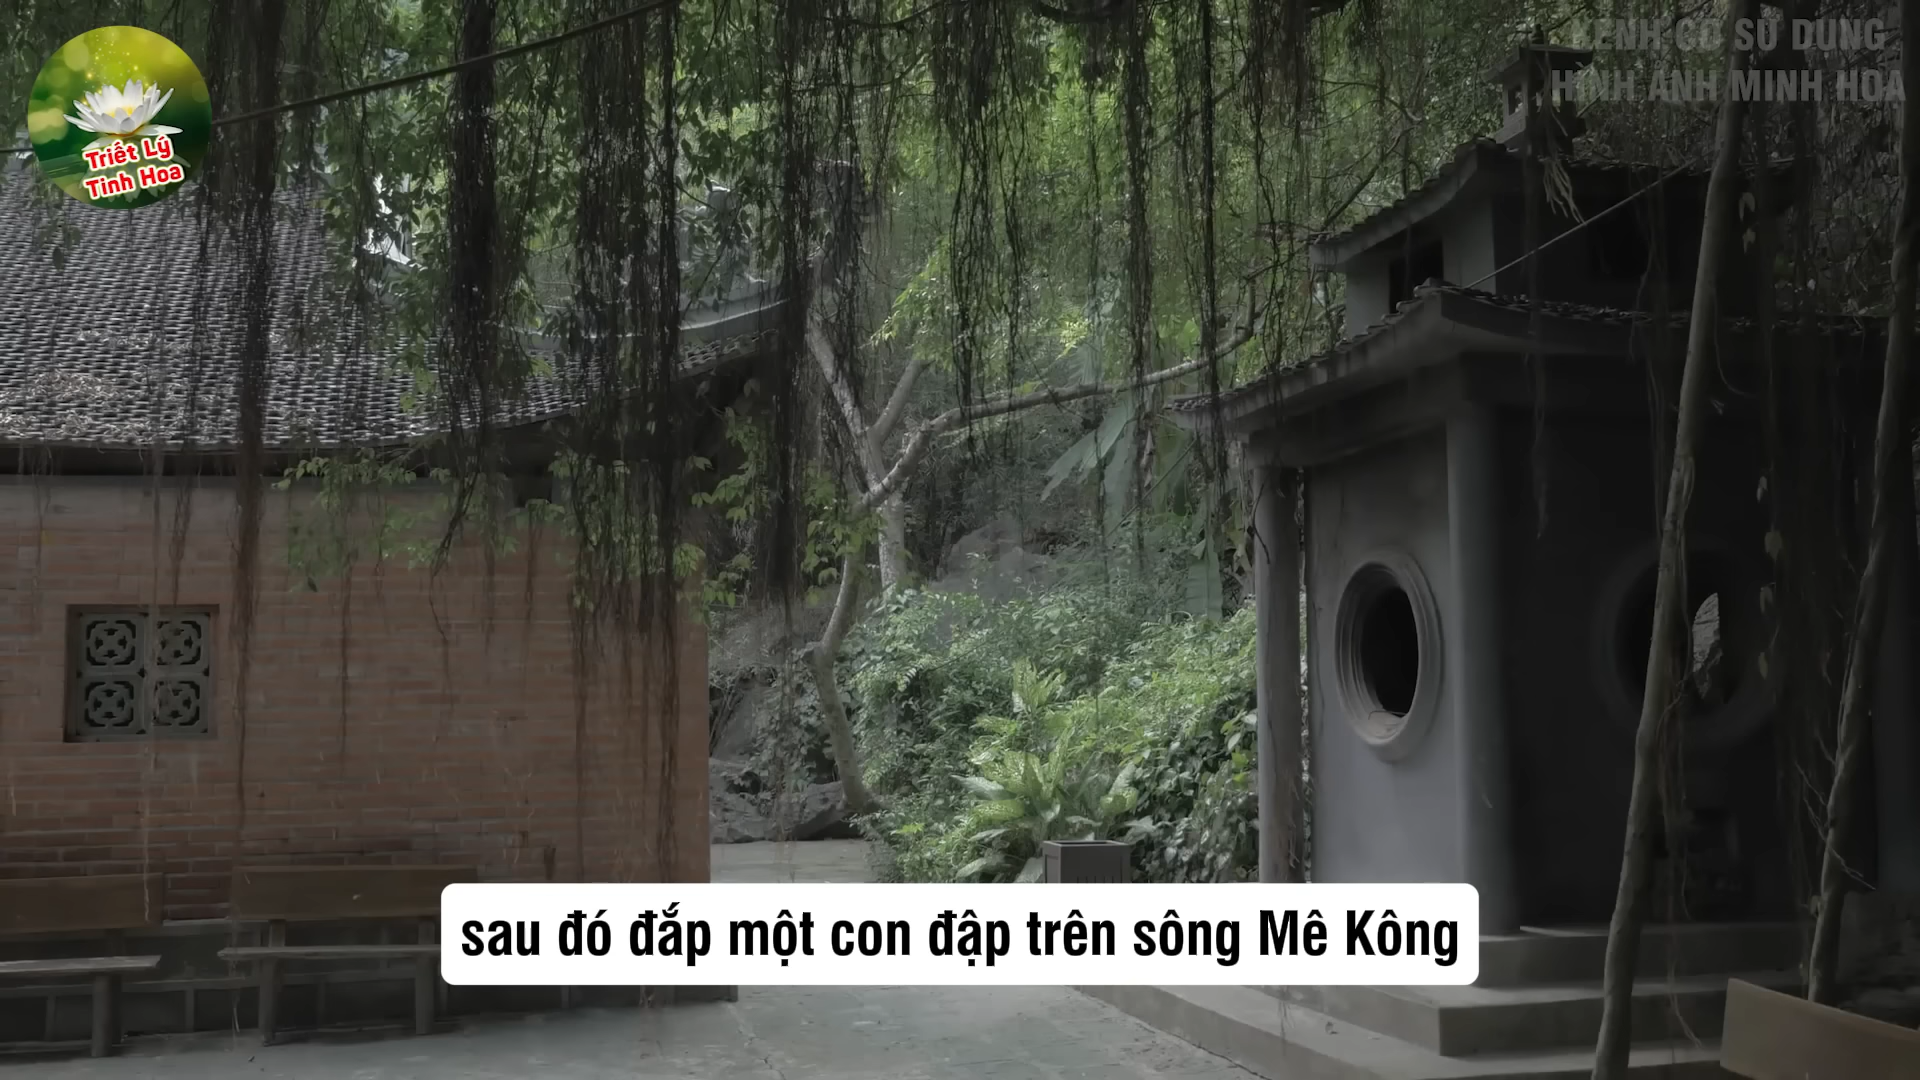 KÊNH CÓ SỬ DỤNG
HÌNH ẢNH MINH HỌA
Triết Lý
Tinh Hoa
sau đó đắp một con đập trên sông Mê Kông